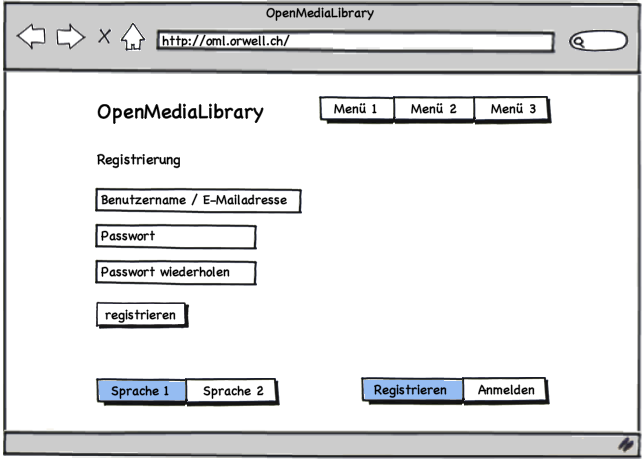 OpenMediaLibrary
http://oml.orwell.ch/
OpenMediaLibrary
Menü 1 Menü 2 Menü 3
Registrierung
Benutzername / E-Mailadresse
Passwort
Passwort wiederholen
registrieren
Sprache 1 Sprache 2 Registrieren Anmelden